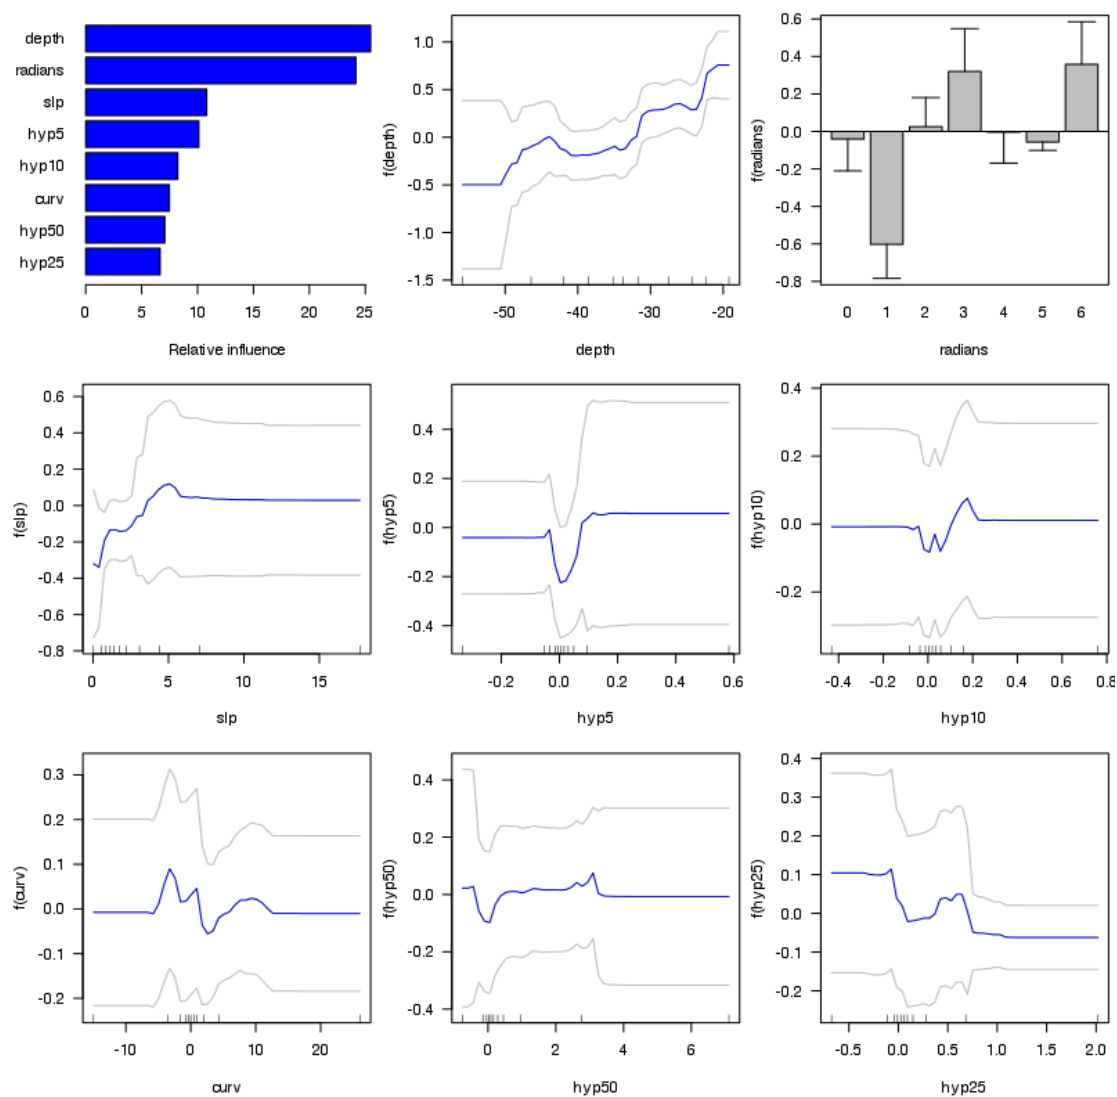 depth
radians
slp
hyp5
hyp10
curv
hyp50
hyp25
0 5 10 15 20 25
Relative influence
f(depth)
1.0
0.5
0.0
-0.5
-1.0
-1.5
-50 -40 -30 -20
depth
f(radians)
0.6
0.4
0.2
0.0
-0.2
-0.4
-0.6
-0.8
0 1 2 3 4 5 6
radians
f(slp)
0.6
0.4
0.2
0.0
-0.2
-0.4
-0.6
-0.8
0 5 10 15
slp
f(hyp5)
0.4
0.2
0.0
-0.2
-0.4
-0.2 0.0 0.2 0.4 0.6
hyp5
f(hyp10)
0.4
0.2
0.0
-0.2
-0.4 -0.2 0.0 0.2 0.4 0.6 0.8
hyp10
f(curv)
0.3
0.2
0.1
0.0
-0.1
-0.2
-10 0 10 20
curv
f(hyp50)
0.4
0.2
0.0
-0.2
-0.4
0 2 4 6
hyp50
f(hyp25)
0.4
0.3
0.2
0.1
0.0
-0.1
-0.2
-0.5 0.0 0.5 1.0 1.5 2.0
hyp25